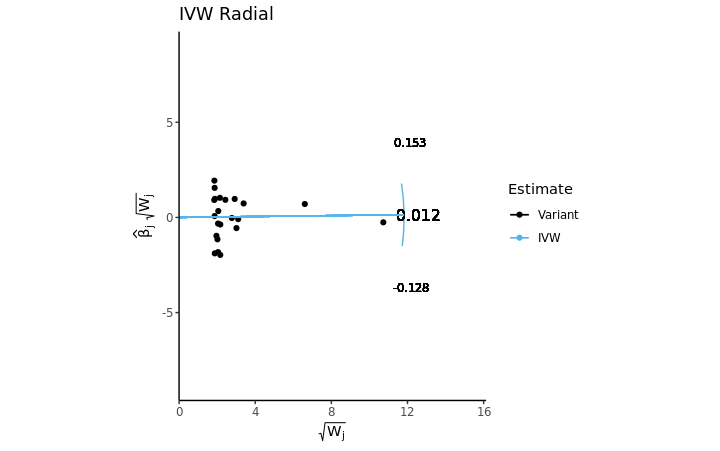 IVW Radial
5
0
-5
β̂j √Wj
0.153
0.012
-0.128
0 4 8 12 16
√Wj
Estimate
Variant
IVW